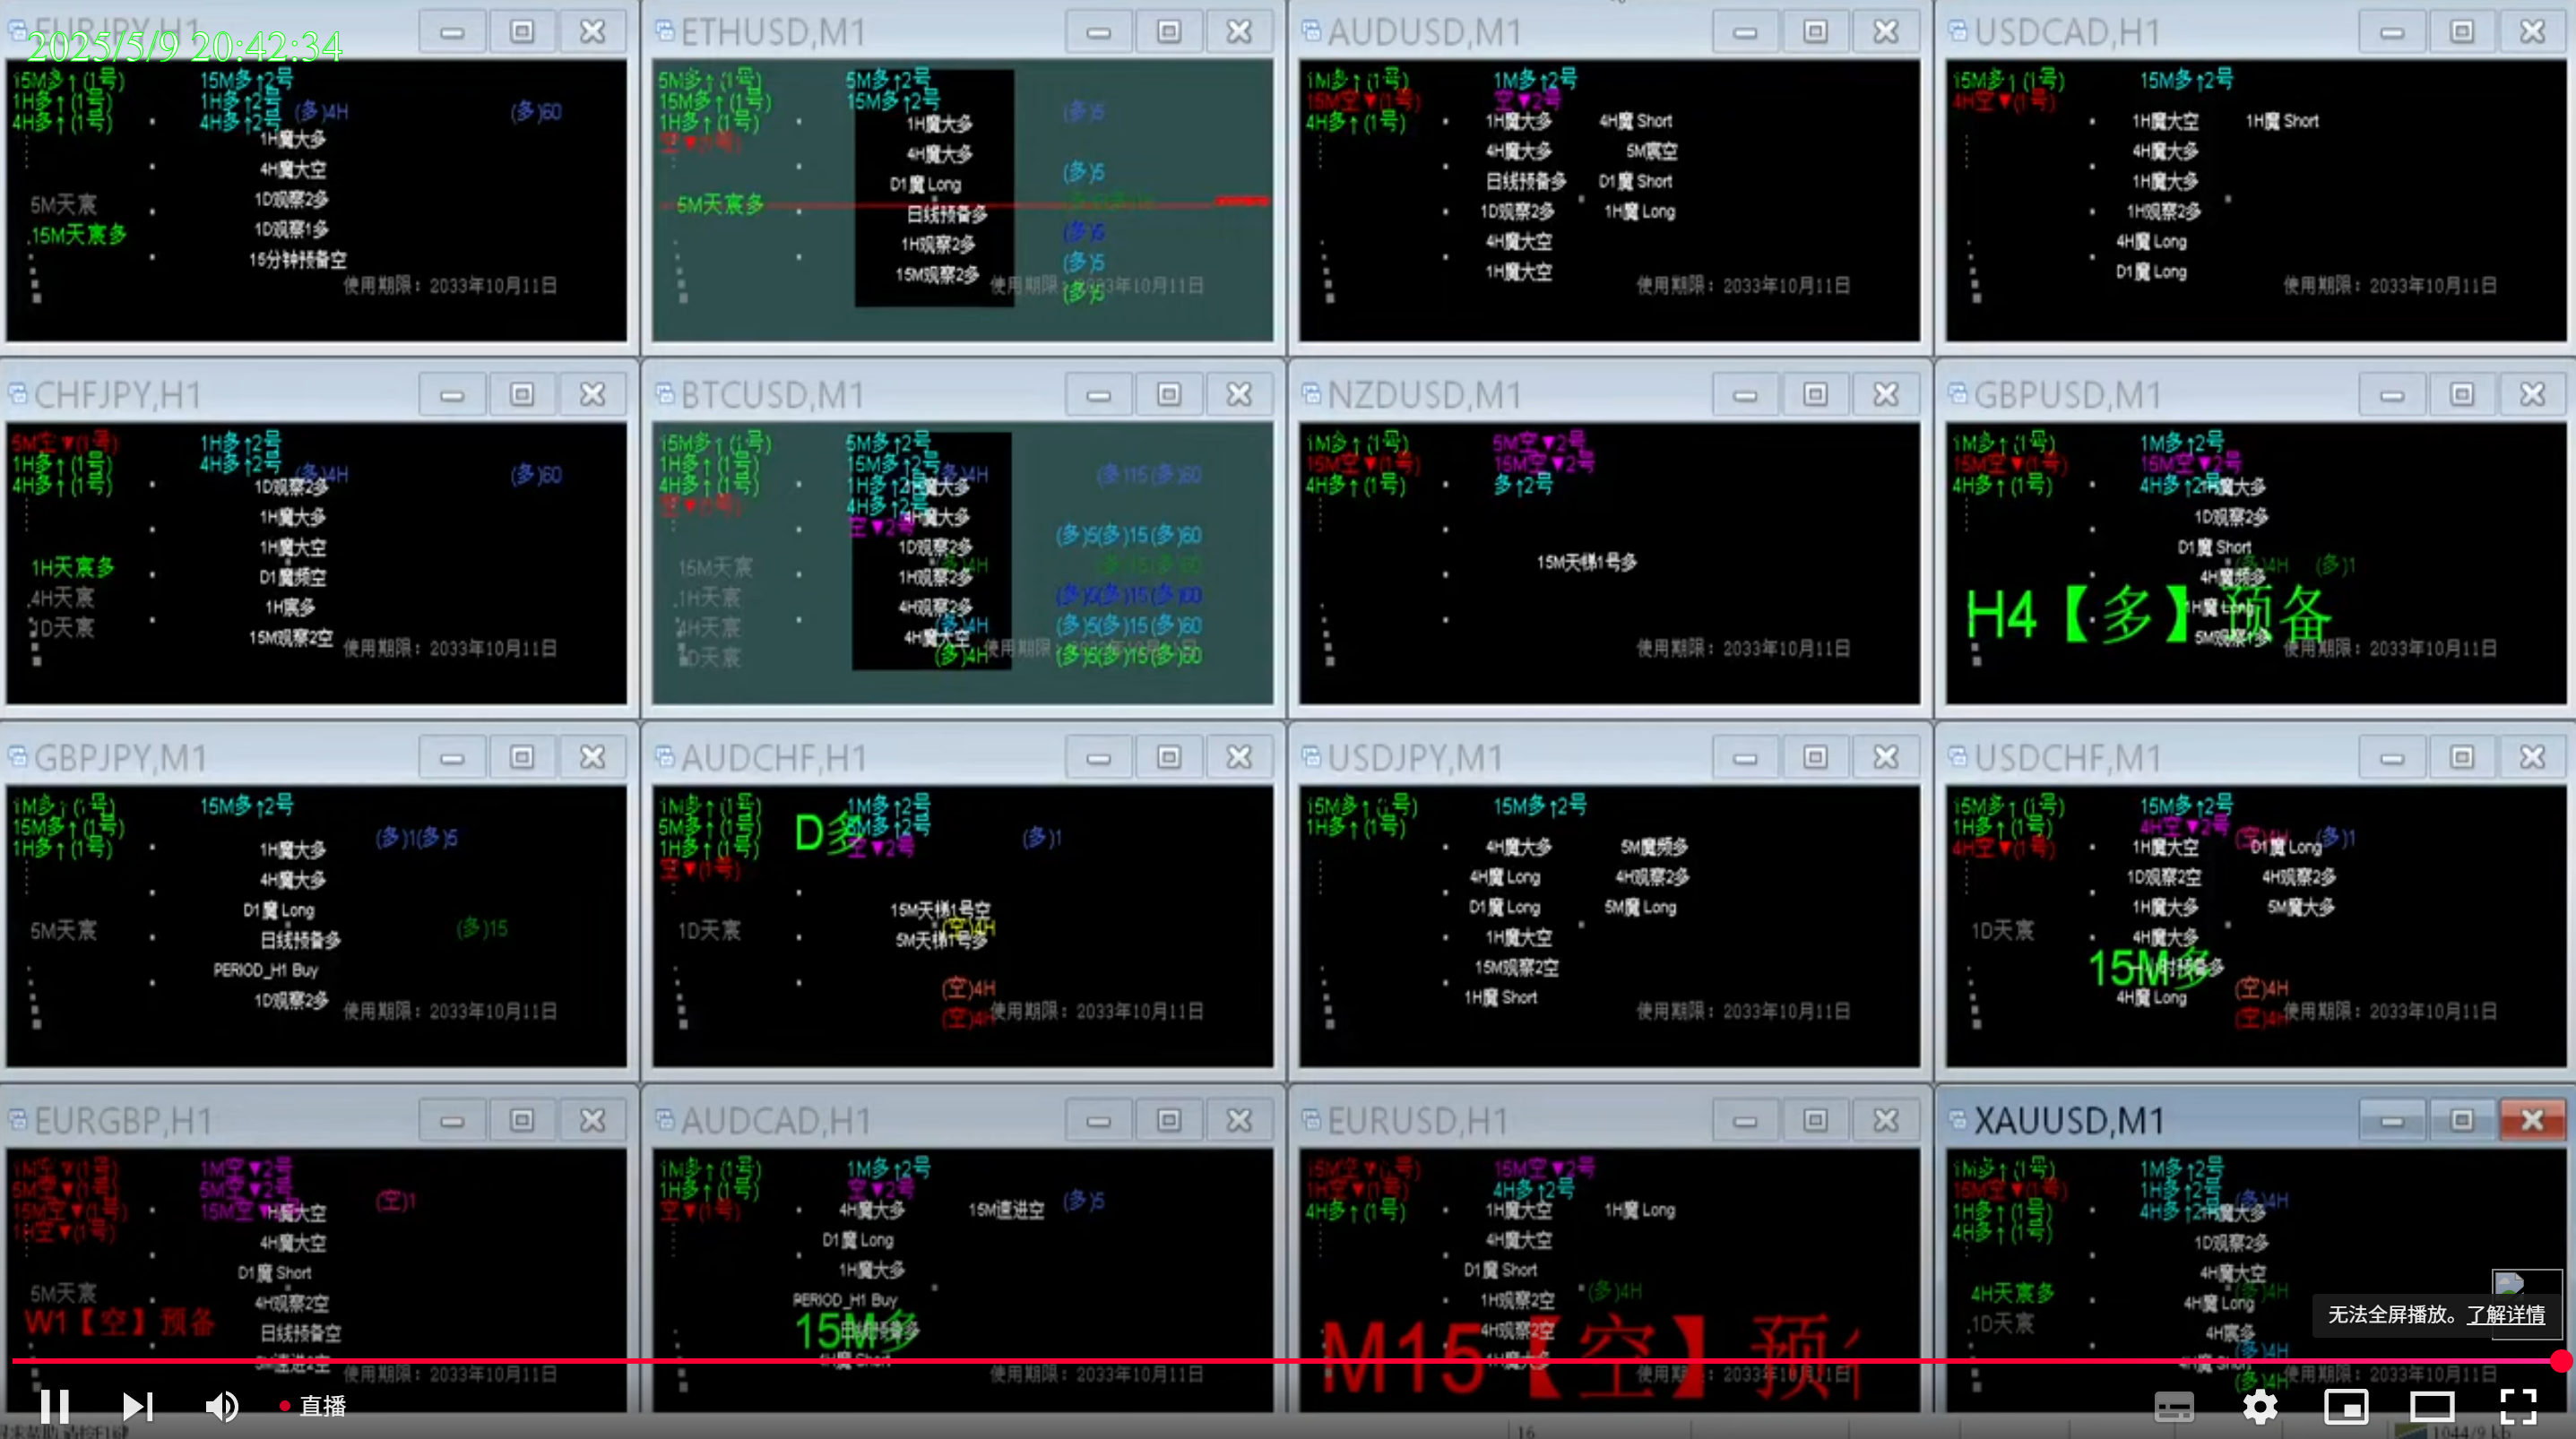 EURJPY,H1
2025/5/9 20:42:34
15M多↑(1号) 15M多↑2号
1H多↑(1号) 1H多↑2号 (多)4H (多)60
4H多↑(1号) 4H多↑2号
1H魔大多
4H魔大空
5M天宸 1D观察2多
.15M天宸多 1D观察1多
15分钟预备空
使用期限：2033年10月11日
ETHUSD,M1
5M多↑(1号) 5M多↑2号
15M多↑(1号) 15M多↑2号 (多)5
1H多↑(1号) 1H魔大多
空▼(1号) 4H魔大多
D1魔 Long (多)5
5M天宸多 日线预备多
1H观察2多 (多)5
15M观察2多 (多)5
使用期限：2033年10月11日
(多)5
AUDUSD,M1
1M多↑(1号) 1M多↑2号
15M空▼(1号) 空▼2号
4H多↑(1号) 1H魔大多 4H魔 Short
4H魔大多 5M宸空
日线预备多 D1魔 Short
1D观察2多 1H魔 Long
4H魔大空
1H魔大空
使用期限：2033年10月11日
USDCAD,H1
15M多↑(1号) 15M多↑2号
4H空▼(1号)
1H魔大空 1H魔 Short
4H魔大多
1H魔大多
1H观察2多
4H魔 Long
D1魔 Long
使用期限：2033年10月11日
CHFJPY,H1
5M空▼(1号) 1H多↑2号
1H多↑(1号) 4H多↑2号 (多)4H (多)60
4H多↑(1号) 1D观察2多
1H魔大多
1H天宸多 1H魔大空
.4H天宸 D1魔频空
1D天宸 1H宸多
15M观察2空
使用期限：2033年10月11日
BTCUSD,M1
15M多↑(1号) 5M多↑2号
1H多↑(1号) 15M多↑2号 (多)4H (多)15(多)60
4H多↑(1号) 1H多↑2号 魔大多
空▼(1号) 4H多↑2号
空▼2号 魔大多
1D观察2多 (多)5(多)15(多)60
15M天宸 (多)4H (多)15(多)60
.1H天宸 1H观察2多 (多)5(多)15(多)60
4H天宸 4H观察2多 (多)4H (多)5(多)15(多)60
D天宸 4H魔大空 (多)4H (多)5(多)15(多)60
使用期限：
NZDUSD,M1
1M多↑(1号) 5M空▼2号
15M空▼(1号) 15M空▼2号
4H多↑(1号) 多↑2号
15M天梯1号多
使用期限：2033年10月11日
GBPUSD,M1
1M多↑(1号) 1M多↑2号
15M空▼(1号) 15M空▼2号
4H多↑(1号) 4H多↑2号 魔大多
1D观察2多
D1魔 Short
4H魔频多 (多)4H (多)1
H4【多】预备
1H魔 Long
5M观察1多
使用期限：2033年10月11日
GBPJPY,M1
1M多↑(1号) 15M多↑2号
15M多↑(1号) (多)1(多)5
1H多↑(1号) 1H魔大多
4H魔大多
D1魔 Long
5M天宸 日线预备多 (多)15
PERIOD_H1 Buy
1D观察2多
使用期限：2033年10月11日
AUDCHF,H1
1M多↑(1号) 1M多↑2号
5M多↑(1号) D多 5M多↑2号 (多)1
1H多↑(1号) 空▼2号
空▼(1号)
15M天梯1号空
1D天宸 (空)4H
5M天梯1号多
(空)4H
(空)4H
使用期限：2033年10月11日
USDJPY,M1
15M多↑(1号) 15M多↑2号
1H多↑(1号)
4H魔大多 5M魔频多
4H魔 Long 4H观察2多
D1魔 Long 5M魔 Long
1H魔大空
15M观察2空
1H魔 Short
使用期限：2033年10月11日
USDCHF,M1
15M多↑(1号) 15M多↑2号
1H多↑(1号) 4H空▼2号 (空)4H (多)1
4H空▼(1号) 1H魔大空 D1魔 Long
1D观察2空 4H观察2多
1H魔大多 5M魔大多
1D天宸 4H魔大多
15M多
4H魔 Long (空)4H
(空)4H
使用期限：2033年10月11日
EURGBP,H1
1M空▼(1号) 1M空▼2号
5M空▼(1号) 5M空▼2号 (空)1
15M空▼(1号) 15M空▼ 魔大空
1H空▼(1号)
4H魔大空
D1魔 Short
5M天宸 4H观察2空
W1【空】预备 日线预备空
5M速进2空
使用期限：2033年10月11日
AUDCAD,H1
1M多↑(1号) 1M多↑2号
1H多↑(1号) 空▼2号 (多)5
空▼(1号) 4H魔大多 15M速进空
D1魔 Long
1H魔大多
PERIOD_H1 Buy
15M多
日线预备多
使用期限：2033年10月11日
EURUSD,H1
15M空▼(1号) 15M空▼2号
1H空▼(1号) 4H多↑2号
4H多↑(1号) 1H魔大空 1H魔 Long
4H魔大空
D1魔 Short
1H观察2空 (多)4H
4H观察2空
M15【空】预
1H魔大多
使用期限：2033年10月11日
XAUUSD,M1
1M多↑(1号) 1M多↑2号
15M空▼(1号) 1H多↑2号 (多)4H
1H多↑(1号) 4H多↑2号 魔大多
4H多↑(1号) 1D观察2多
4H魔大空
4H天宸多 4H魔 Long (多)4H
.1D天宸 4H宸多
(多)4H
(多)4H
使用期限：2033年10月11日
无法全屏播放。了解详情
直播
16
1044/9 kb